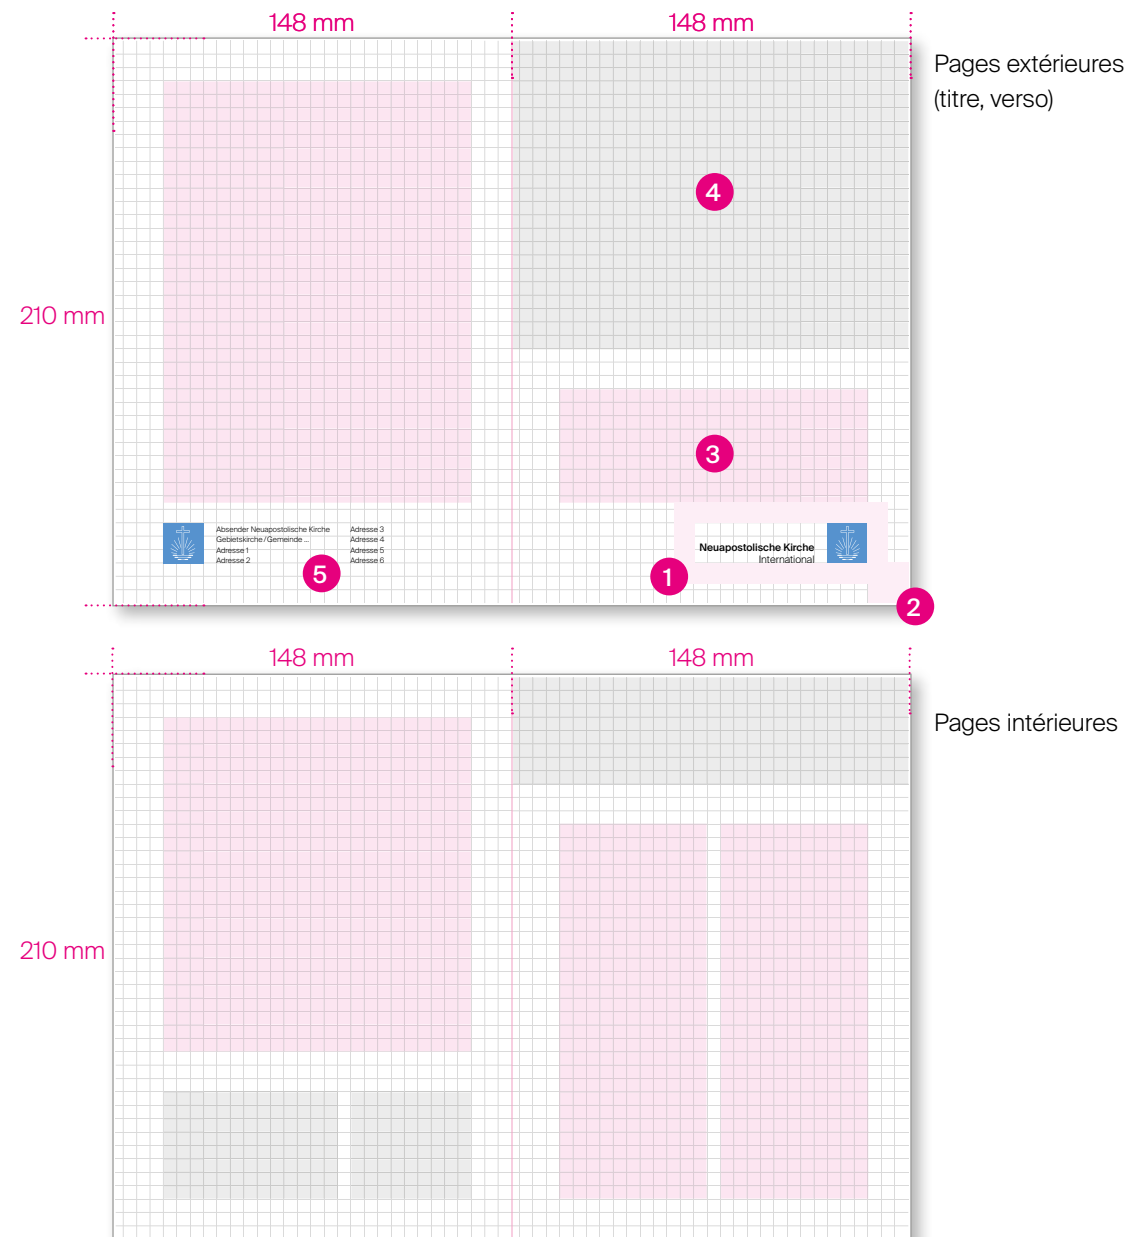 148 mm
148 mm
Pages extérieures
(titre, verso)
4
210 mm
3
Absender Neuapostolische Kirche
Gebietskirche / Gemeinde ...
Adresse 1
Adresse 2
Adresse 3
Adresse 4
Adresse 5
Adresse 6
5
Neuapostolische Kirche
International
1
2
148 mm
148 mm
Pages intérieures
210 mm